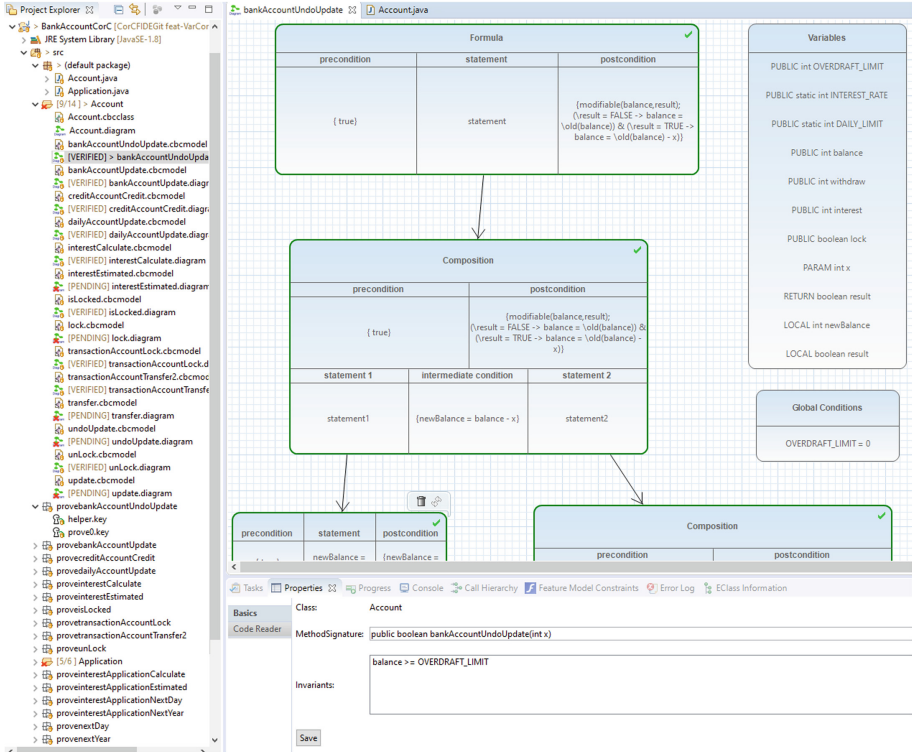 Project Explorer
BankAccountCorC [CorCFIDEGit feat-VarCor
JRE System Library [JavaSE-1.8]
> src
> (default package)
Account.java
Application.java
[9/14 ] > Account
Account.cbcclass
Account.diagram
bankAccountUndoUpdate.cbcmodel
[VERIFIED] > bankAccountUndoUpda
bankAccountUpdate.cbcmodel
[VERIFIED] bankAccountUpdate.diagr
creditAccountCredit.cbcmodel
[VERIFIED] creditAccountCredit.diagra
dailyAccountUpdate.cbcmodel
[VERIFIED] dailyAccountUpdate.diagr
interestCalculate.cbcmodel
[VERIFIED] interestCalculate.diagram
interestEstimated.cbcmodel
[PENDING] interestEstimated.diagram
isLocked.cbcmodel
[VERIFIED] isLocked.diagram
lock.cbcmodel
[PENDING] lock.diagram
transactionAccountLock.cbcmodel
[VERIFIED] transactionAccountLock.d
transactionAccountTransfer2.cbcmoc
[VERIFIED] transactionAccountTransfe
transfer.cbcmodel
[PENDING] transfer.diagram
undoUpdate.cbcmodel
[PENDING] undoUpdate.diagram
unLock.cbcmodel
[VERIFIED] unLock.diagram
update.cbcmodel
[PENDING] update.diagram
provebankAccountUndoUpdate
helper.key
prove0.key
provebankAccountUpdate
provecreditAccountCredit
provedailyAccountUpdate
proveinterestCalculate
proveinterestEstimated
proveisLocked
provetransactionAccountLock
provetransactionAccountTransfer2
proveunLock
[5/6 ] Application
proveinterestApplicationCalculate
proveinterestApplicationEstimated
proveinterestApplicationNextDay
proveinterestApplicationNextYear
provenextDay
provenextYear
bankAccountUndoUpdate Account.java
Formula
precondition statement postcondition
{ true} statement {modifiable(balance,result);
(\result = FALSE -> balance =
\old(balance)) & (\result = TRUE ->
balance = \old(balance) - x)}
Composition
precondition postcondition
{ true} {modifiable(balance,result);
(\result = FALSE -> balance = \old(balance)) &
(\result = TRUE -> balance = \old(balance) -
x)}
statement 1 intermediate condition statement 2
statement1 {newBalance = balance - x} statement2
precondition statement postcondition
newBalance = {newBalance =
Composition
precondition postcondition
Variables
PUBLIC int OVERDRAFT_LIMIT
PUBLIC static int INTEREST_RATE
PUBLIC static int DAILY_LIMIT
PUBLIC int balance
PUBLIC int withdraw
PUBLIC int interest
PUBLIC boolean lock
PARAM int x
RETURN boolean result
LOCAL int newBalance
LOCAL boolean result
Global Conditions
OVERDRAFT_LIMIT = 0
Tasks Properties Progress Console Call Hierarchy Feature Model Constraints Error Log EClass Information
Basics
Code Reader
Class: Account
MethodSignature: public boolean bankAccountUndoUpdate(int x)
Invariants: balance >= OVERDRAFT_LIMIT
Save